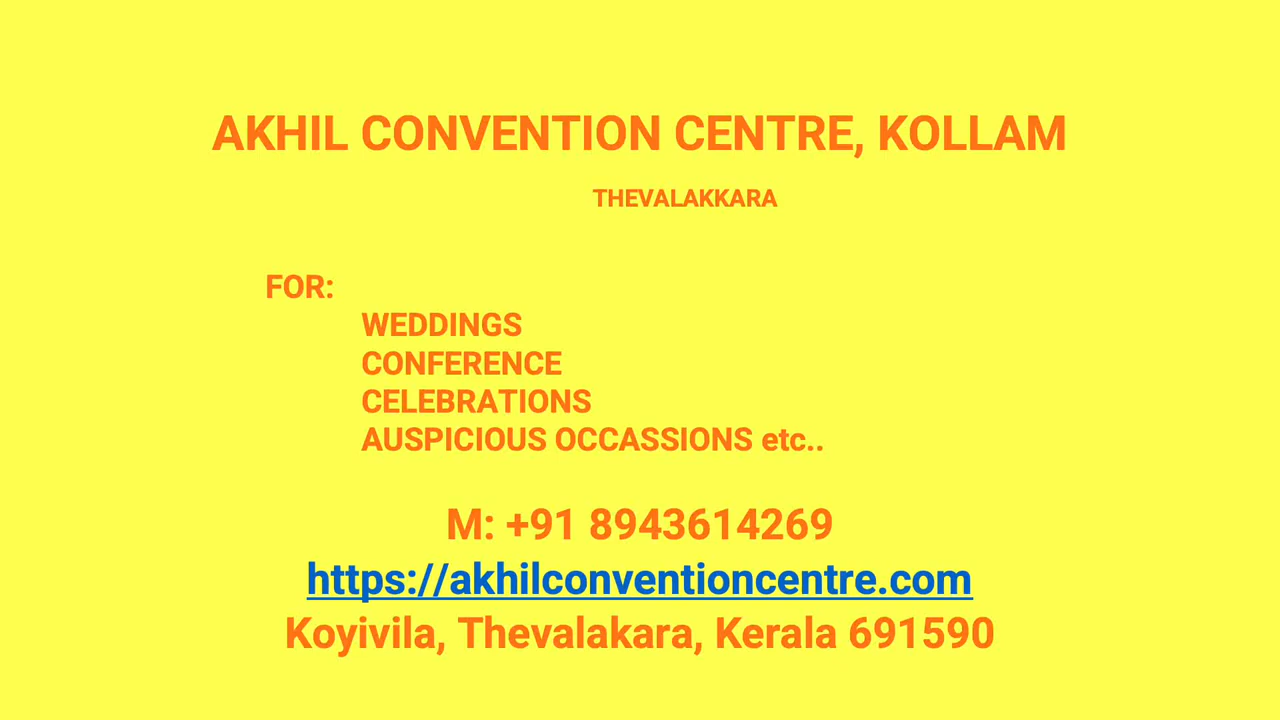 AKHIL CONVENTION CENTRE, KOLLAM
THEVALAKKARA
FOR:
WEDDINGS
CONFERENCE
CELEBRATIONS
AUSPICIOUS OCCASSIONS etc..
M: +91 8943614269
https://akhilconventioncentre.com
Koyivila, Thevalakara, Kerala 691590